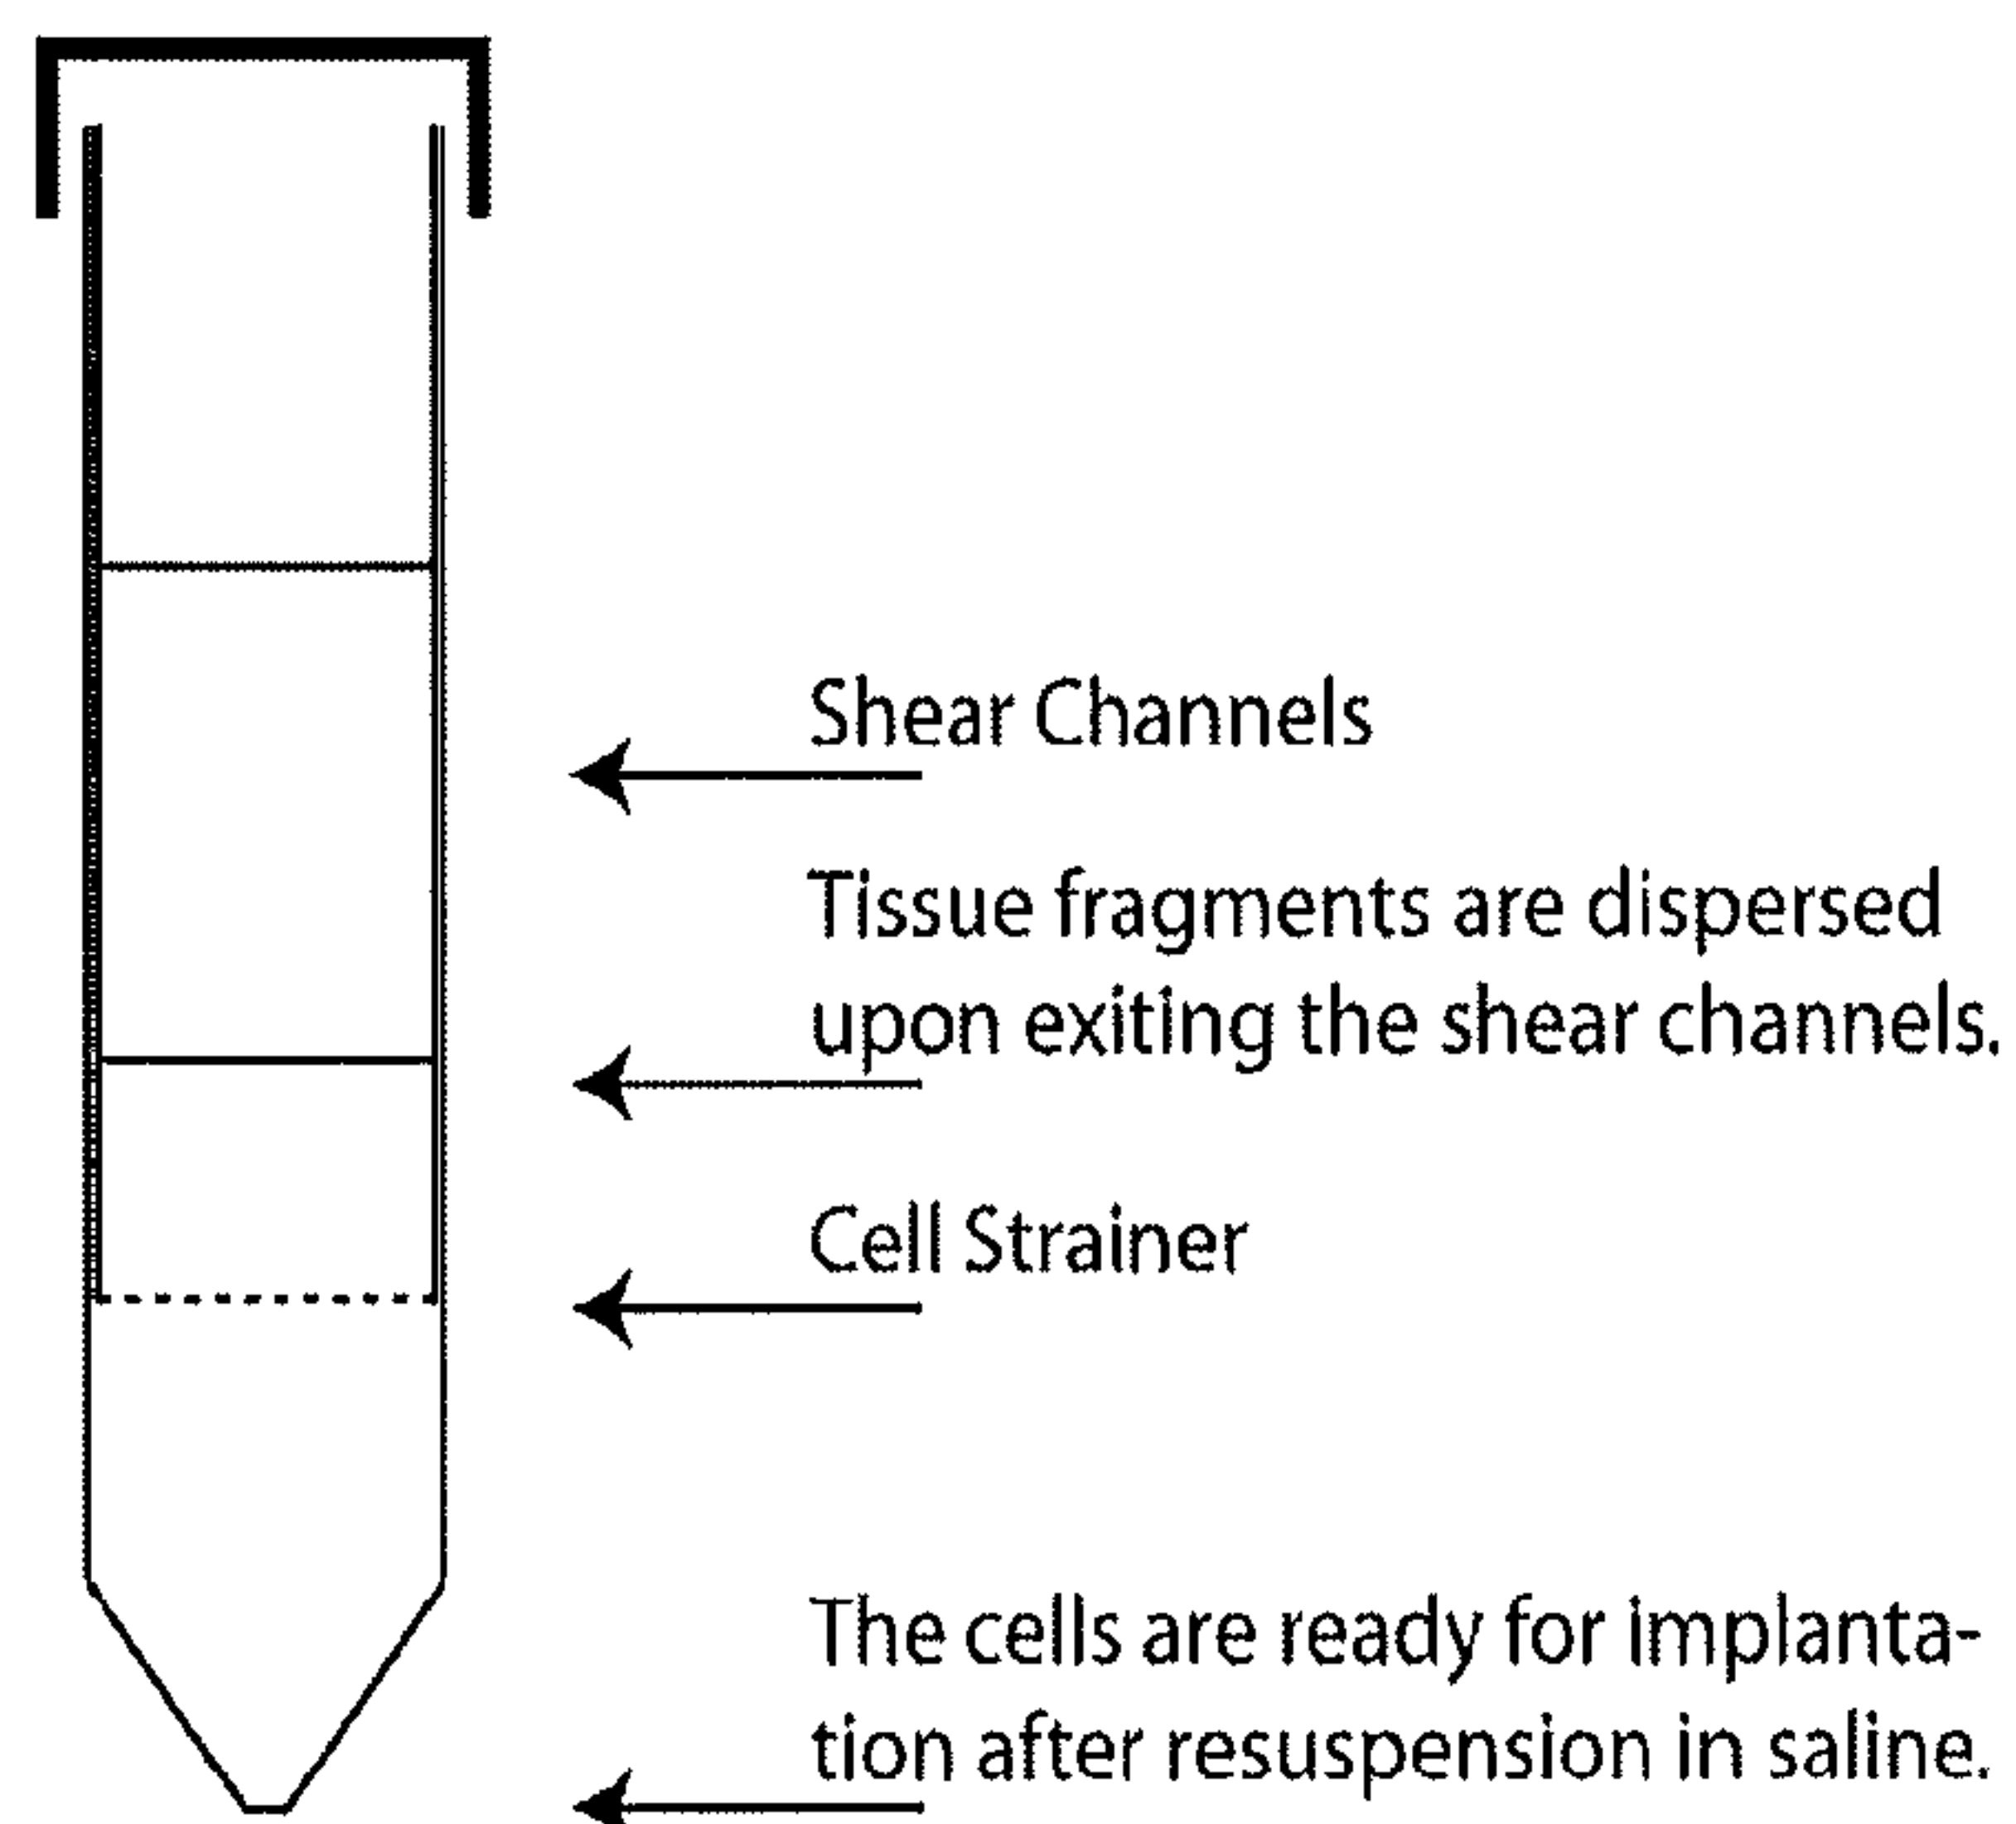 Shear Channels
Tissue fragments are dispersed
upon exiting the shear channels.
Cell Strainer
The cells are ready for implanta-
tion after resuspension in saline.